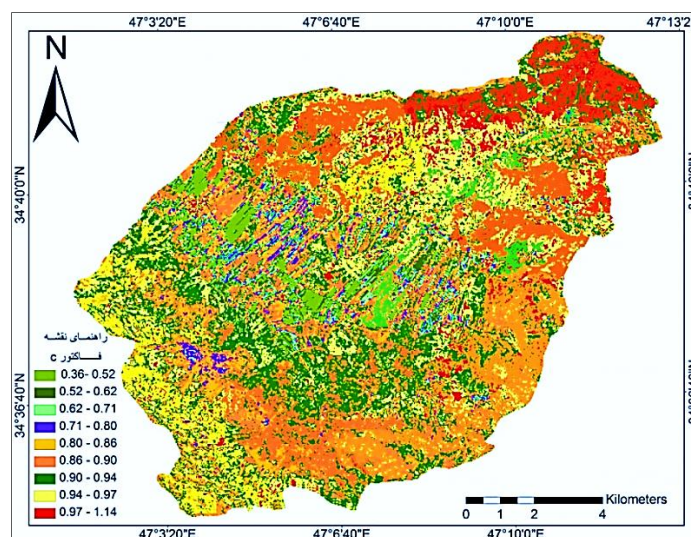 47°3'20"E 47°6'40"E 47°10'0"E 47°13'2
N
34°40'0"N
34°36'40"N
راهنمای نقشه
فاکتور c
0.36- 0.52
0.52 - 0.62
0.62 - 0.71
0.71 - 0.80
0.80 - 0.86
0.86 - 0.90
0.90 - 0.94
0.94 - 0.97
0.97 - 1.14
Kilometers
0 1 2 4
47°3'20"E 47°6'40"E 47°10'0"E